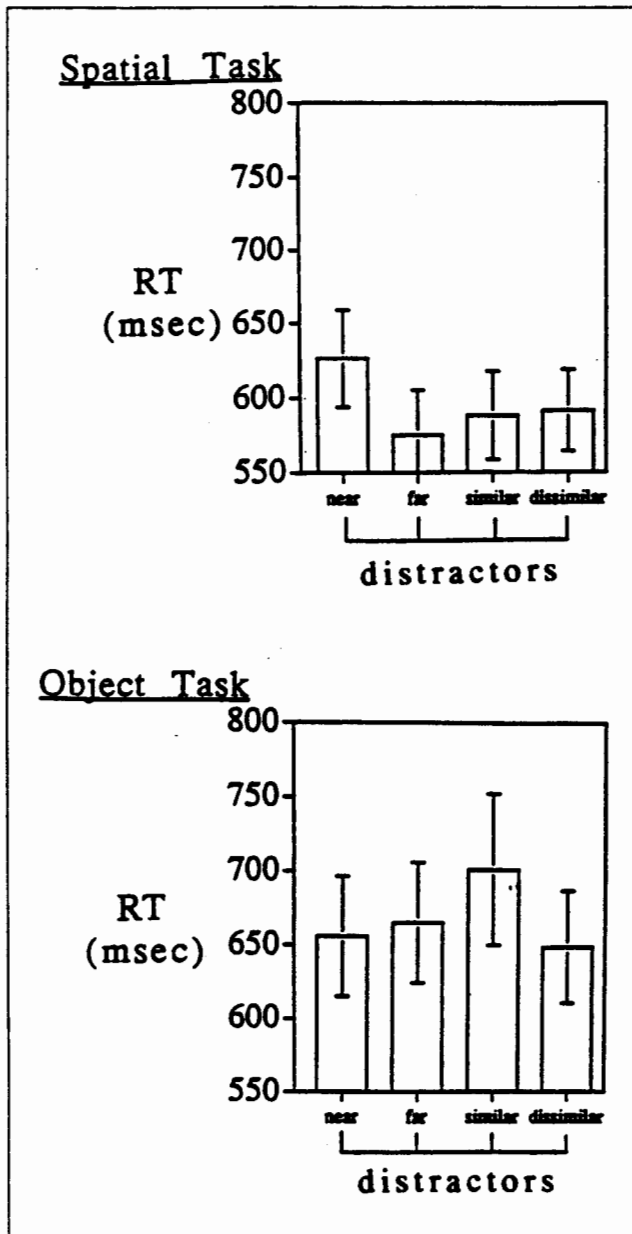 Spatial Task
800
750
700
RT
(msec) 650
600
550
near far similar dissimilar
distractors
Object Task
800
750
700
RT
(msec) 650
600
550
near far similar dissimilar
distractors